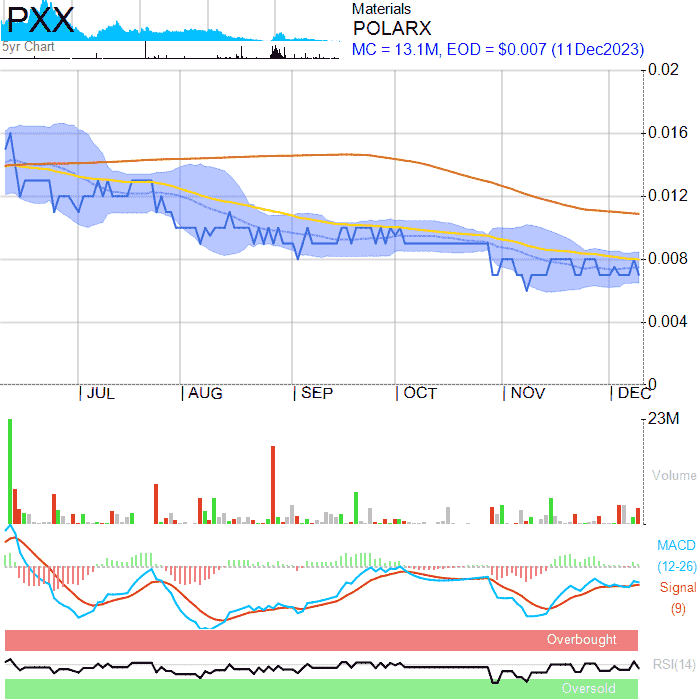 PXX
5yr Chart
Materials
POLARX
MC = 13.1M, EOD = $0.007 (11Dec2023)
0.02
0.016
0.012
0.008
0.004
0
JUL AUG SEP OCT NOV DEC
23M
Volume
MACD
(12-26)
Signal
(9)
Overbought
RSI(14)
Oversold